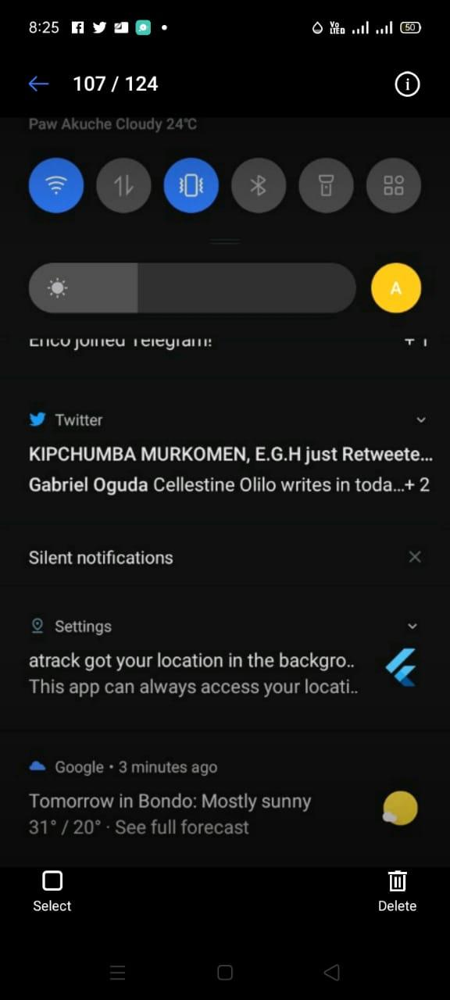 8:25 Vo LTED 50
107 / 124
Paw Akuche Cloudy 24°C
A
Enco joined Telegram! + 1
Twitter
KIPCHUMBA MURKOMEN, E.G.H just Retweete...
Gabriel Oguda Cellestine Olilo writes in toda...+ 2
Silent notifications
Settings
atrack got your location in the backgro..
This app can always access your locati..
Google • 3 minutes ago
Tomorrow in Bondo: Mostly sunny
31° / 20° · See full forecast
Select Delete